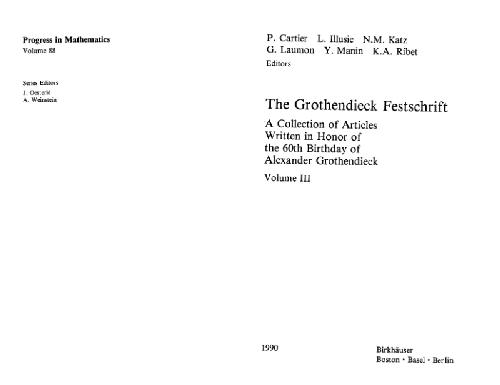 Progress in Mathematics
Volume 88
Series Editors
J. Oesterlé
A. Weinstein
P. Cartier L. Illusie N.M. Katz
G. Laumon Y. Manin K.A. Ribet
Editors
The Grothendieck Festschrift
A Collection of Articles
Written in Honor of
the 60th Birthday of
Alexander Grothendieck
Volume III
1990
Birkhäuser
Boston • Basel • Berlin